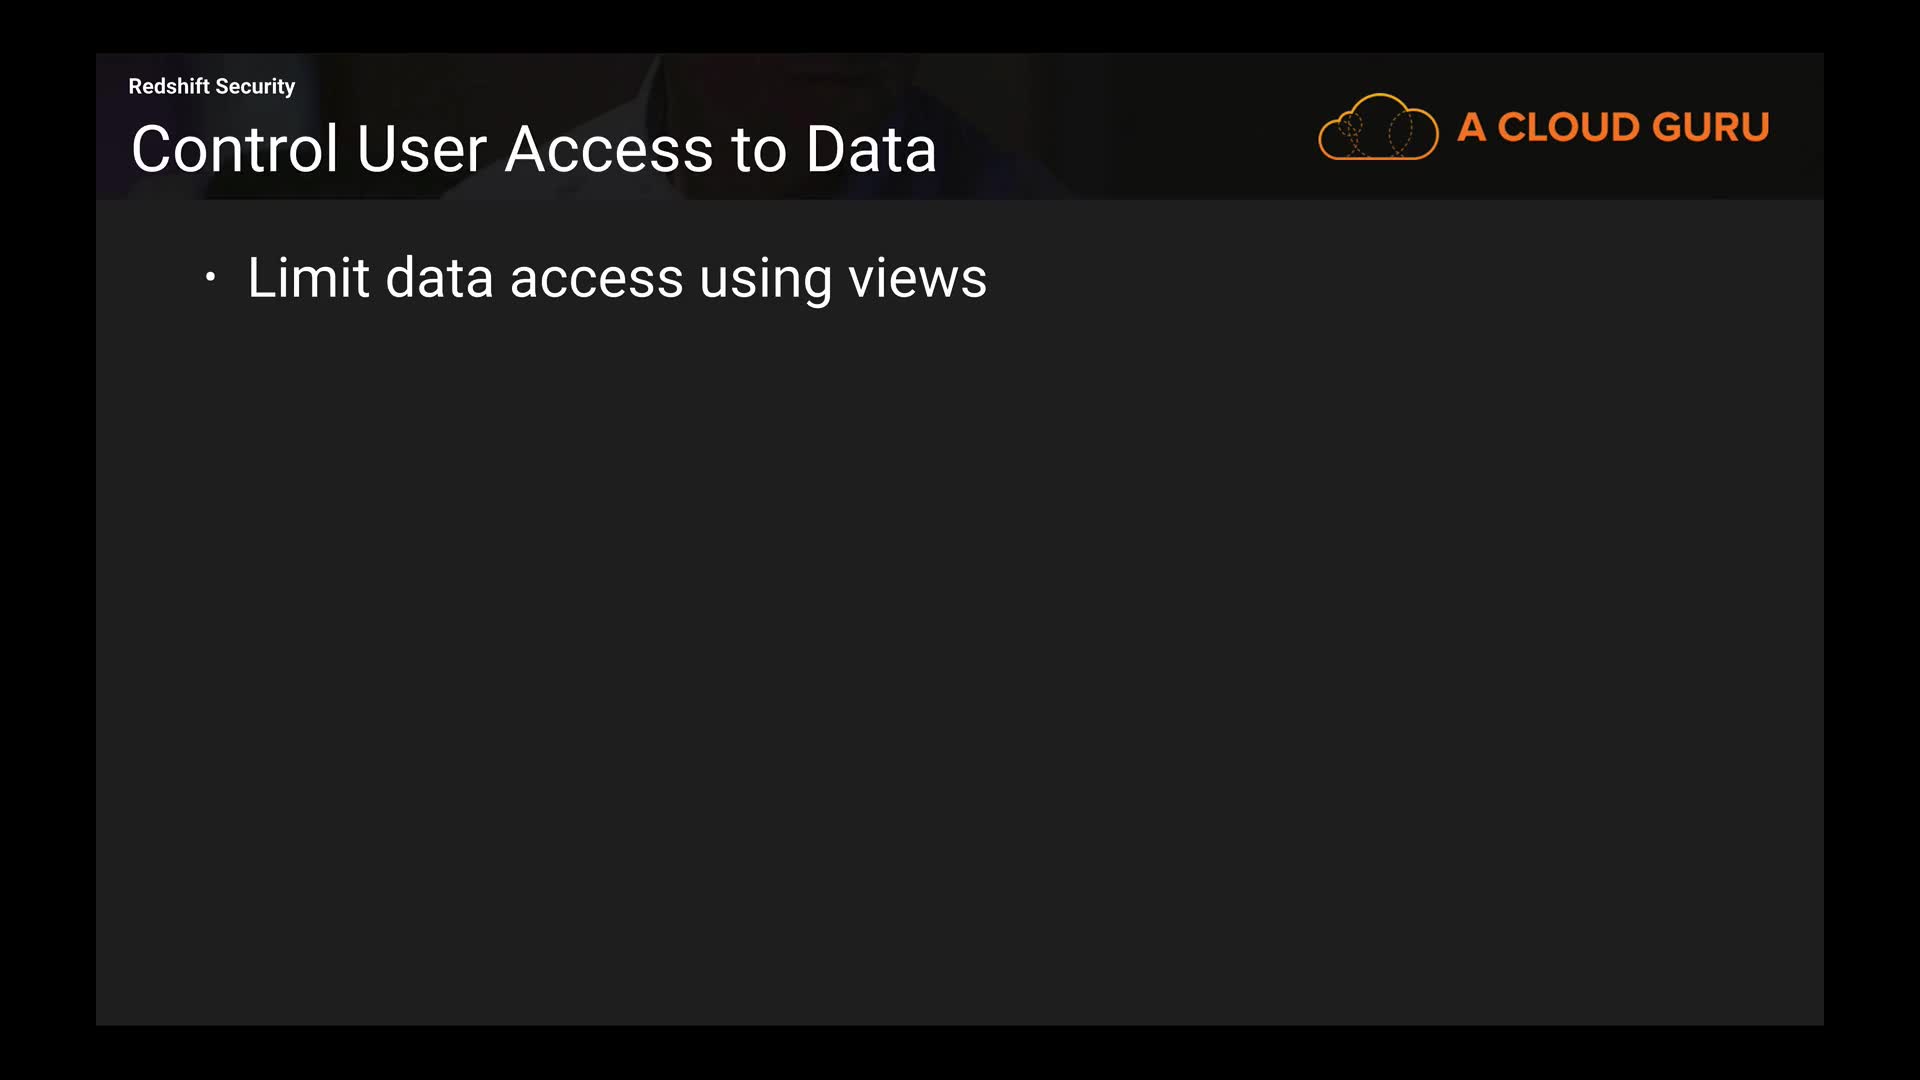 Redshift Security
Control User Access to Data
A CLOUD GURU
• Limit data access using views